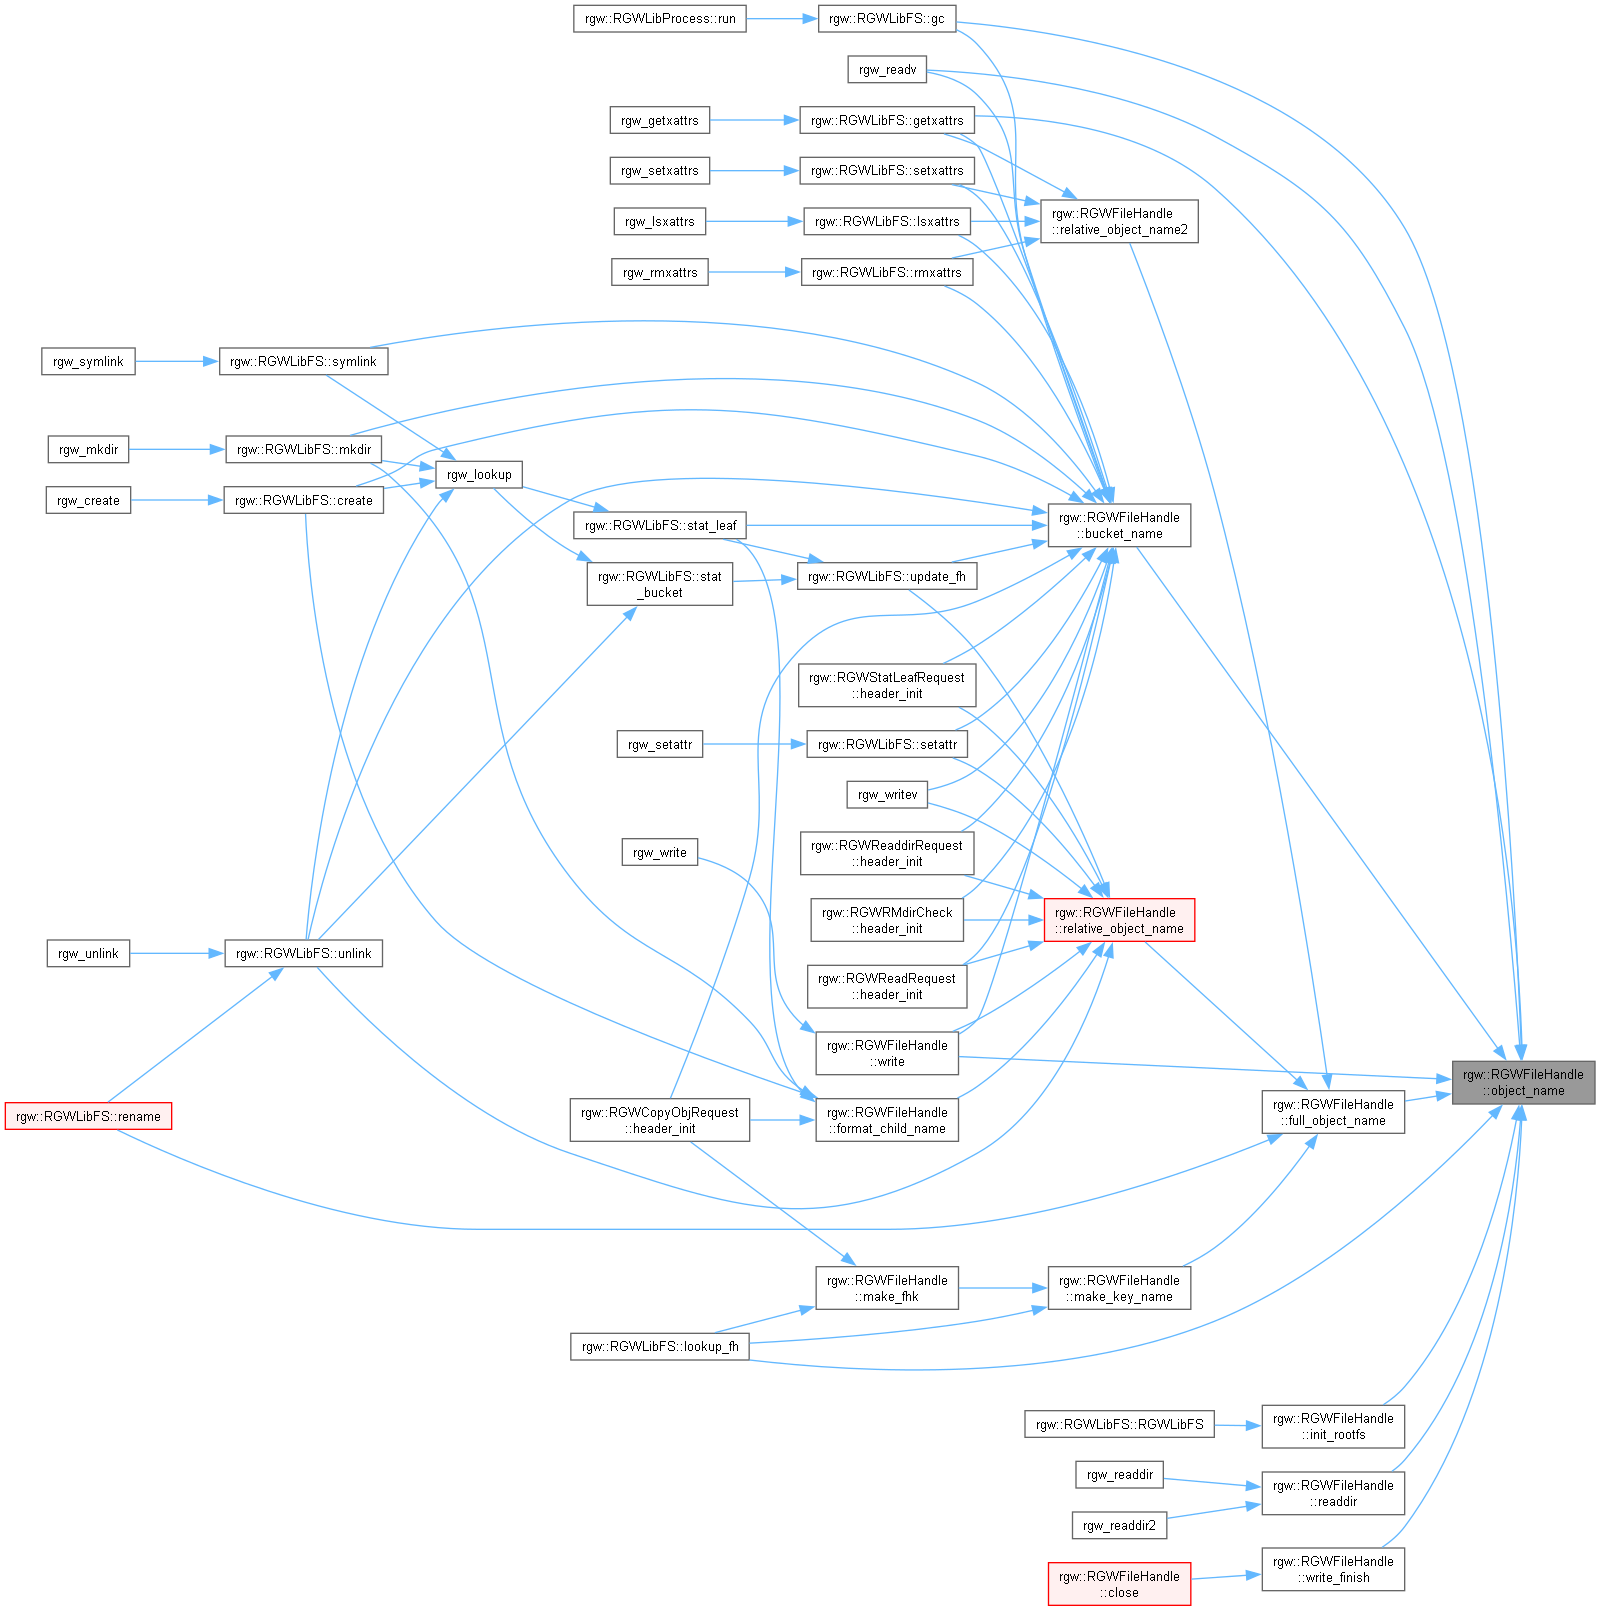 rgw::RGWLibProcess::run
rgw::RGWLibFS::gc
rgw_readv
rgw_getxattrs
rgw::RGWLibFS::getxattrs
rgw_setxattrs
rgw::RGWLibFS::setxattrs
rgw_lsxattrs
rgw::RGWLibFS::lsxattrs
rgw::RGWFileHandle
::relative_object_name2
rgw_rmxattrs
rgw::RGWLibFS::rmxattrs
rgw_symlink
rgw::RGWLibFS::symlink
rgw_mkdir
rgw::RGWLibFS::mkdir
rgw_lookup
rgw_create
rgw::RGWLibFS::create
rgw::RGWLibFS::stat_leaf
rgw::RGWFileHandle
::bucket_name
rgw::RGWLibFS::stat
_bucket
rgw::RGWLibFS::update_fh
rgw::RGWStatLeafRequest
::header_init
rgw_setattr
rgw::RGWLibFS::setattr
rgw_writev
rgw_write
rgw::RGWReaddirRequest
::header_init
rgw::RGWRMdirCheck
::header_init
rgw::RGWFileHandle
::relative_object_name
rgw_unlink
rgw::RGWLibFS::unlink
rgw::RGWReadRequest
::header_init
rgw::RGWFileHandle
::write
rgw::RGWFileHandle
::object_name
rgw::RGWLibFS::rename
rgw::RGWCopyObjRequest
::header_init
rgw::RGWFileHandle
::format_child_name
rgw::RGWFileHandle
::full_object_name
rgw::RGWFileHandle
::make_fhk
rgw::RGWFileHandle
::make_key_name
rgw::RGWLibFS::lookup_fh
rgw::RGWLibFS::RGWLibFS
rgw::RGWFileHandle
::init_rootfs
rgw_readdir
rgw::RGWFileHandle
::readdir
rgw_readdir2
rgw::RGWFileHandle
::close
rgw::RGWFileHandle
::write_finish